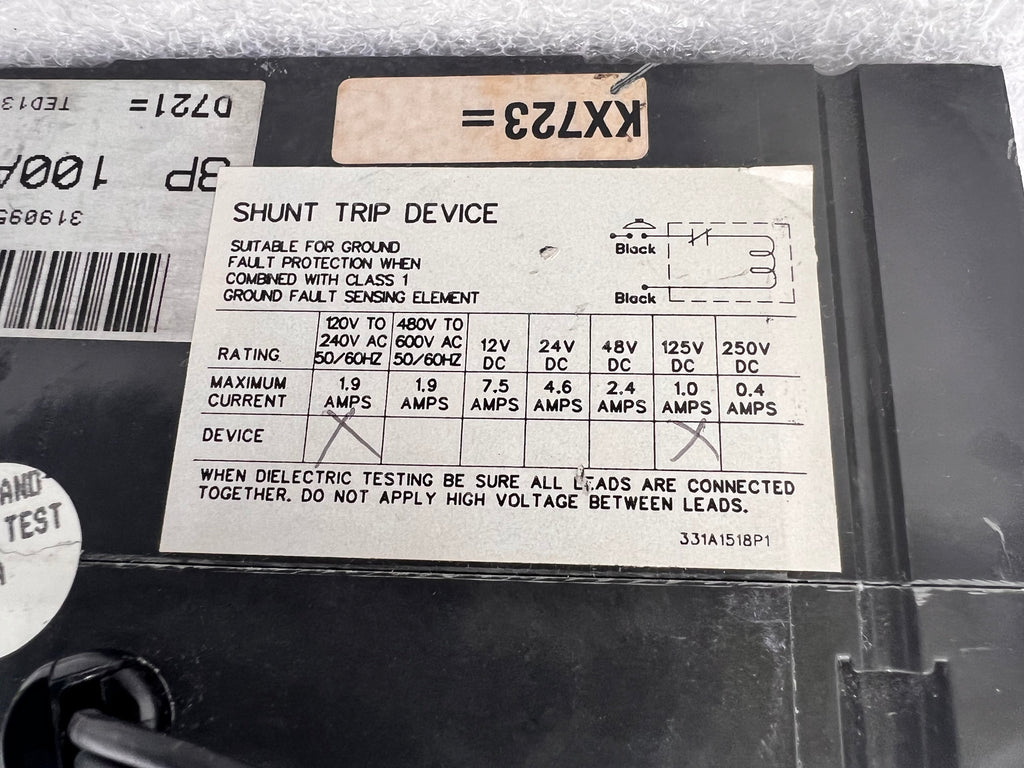 KX723=
D721=
TED13
3P 100A
319095
SHUNT TRIP DEVICE
SUITABLE FOR GROUND
FAULT PROTECTION WHEN
COMBINED WITH CLASS 1
GROUND FAULT SENSING ELEMENT
Black
Black
RATING 120V TO 240V AC 50/60HZ 480V TO 600V AC 50/60HZ 12V DC 24V DC 48V DC 125V DC 250V DC
MAXIMUM CURRENT 1.9 AMPS 1.9 AMPS 7.5 AMPS 4.6 AMPS 2.4 AMPS 1.0 AMPS 0.4 AMPS
DEVICE X X
WHEN DIELECTRIC TESTING BE SURE ALL LEADS ARE CONNECTED
TOGETHER. DO NOT APPLY HIGH VOLTAGE BETWEEN LEADS.
331A1518P1
AND
TEST